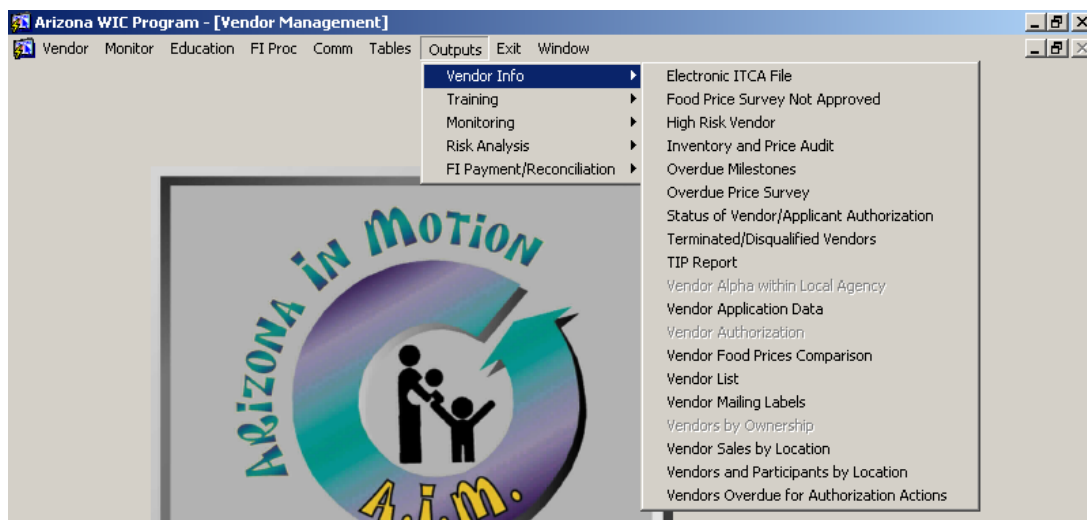 Arizona WIC Program - [Vendor Management]
Vendor Monitor Education FI Proc Comm Tables Outputs Exit Window
Vendor Info
Training
Monitoring
Risk Analysis
FI Payment/Reconciliation
Electronic ITCA File
Food Price Survey Not Approved
High Risk Vendor
Inventory and Price Audit
Overdue Milestones
Overdue Price Survey
Status of Vendor/Applicant Authorization
Terminated/Disqualified Vendors
TIP Report
Vendor Alpha within Local Agency
Vendor Application Data
Vendor Authorization
Vendor Food Prices Comparison
Vendor List
Vendor Mailing Labels
Vendors by Ownership
Vendor Sales by Location
Vendors and Participants by Location
Vendors Overdue for Authorization Actions
ARIZONA IN MOTION
A.I.M.